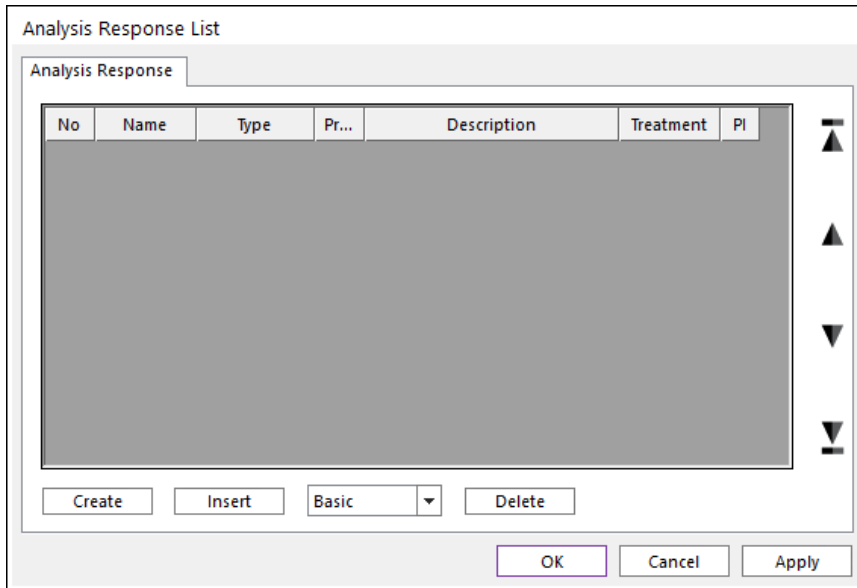 Analysis Response List
Analysis Response
No Name Type Pr... Description Treatment PI
Create Insert Basic Delete
OK Cancel Apply